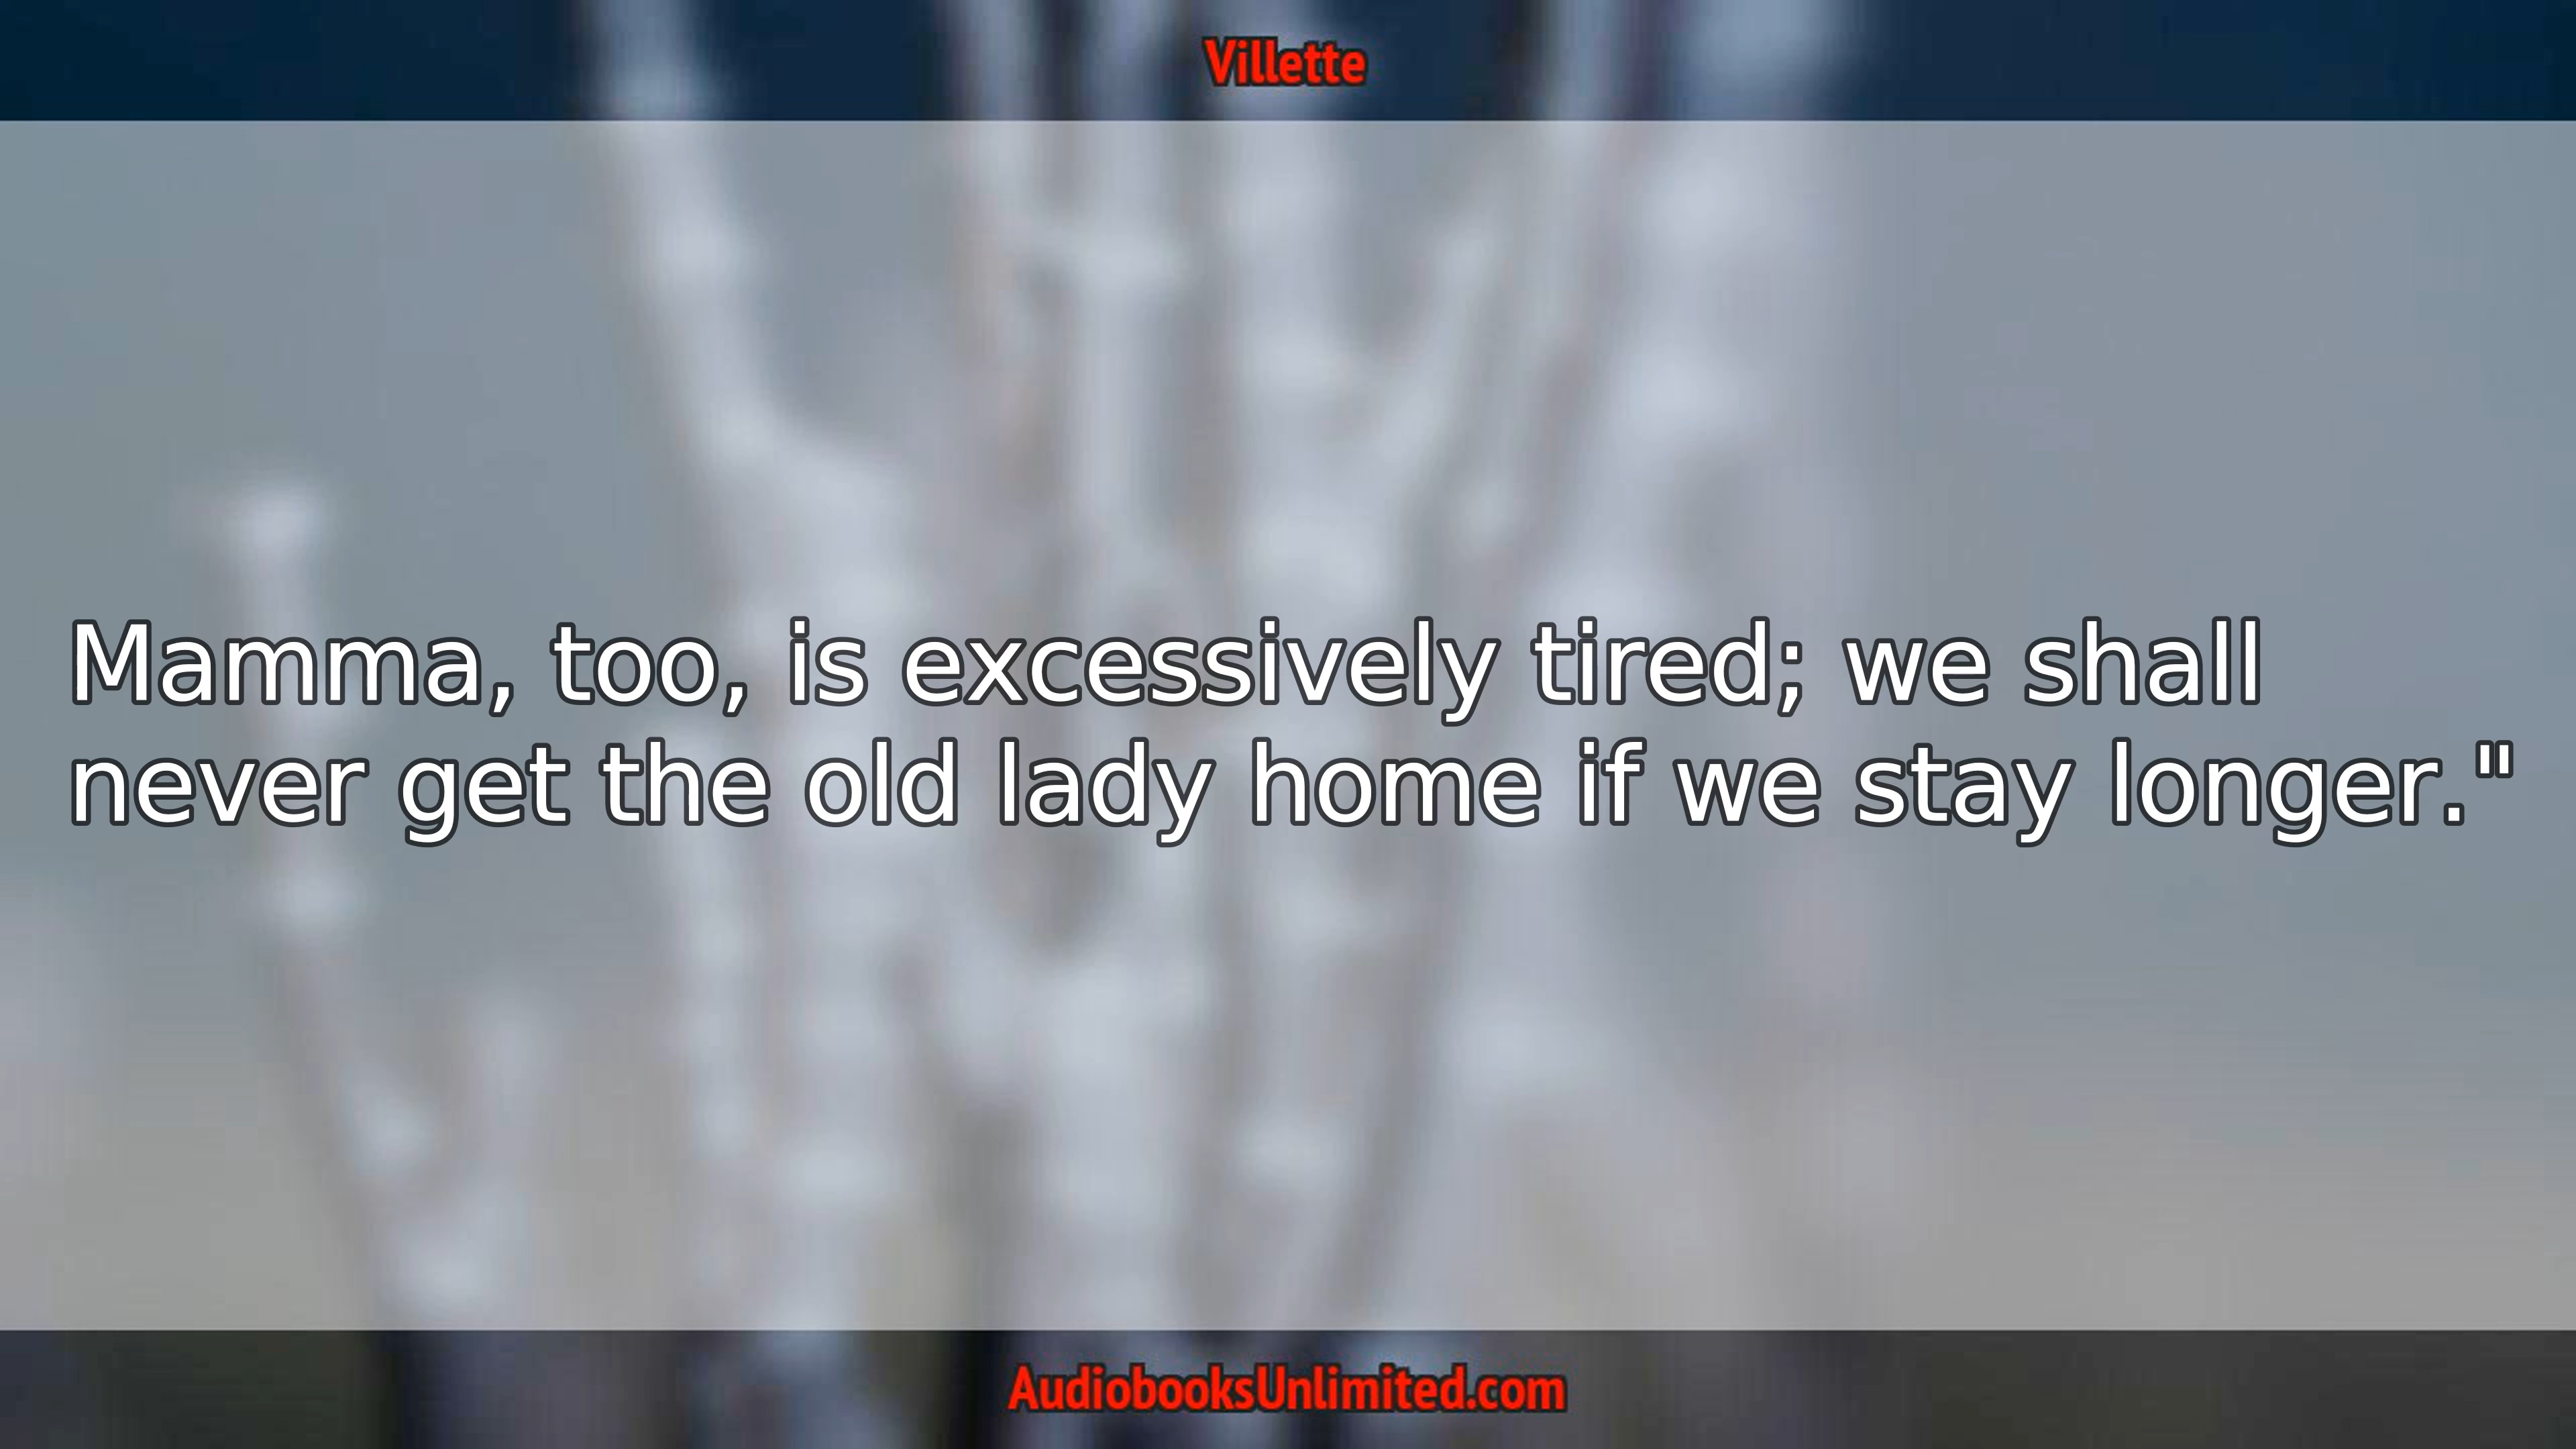 Villette
Mamma, too, is excessively tired; we shall
never get the old lady home if we stay longer."
AudiobooksUnlimited.com